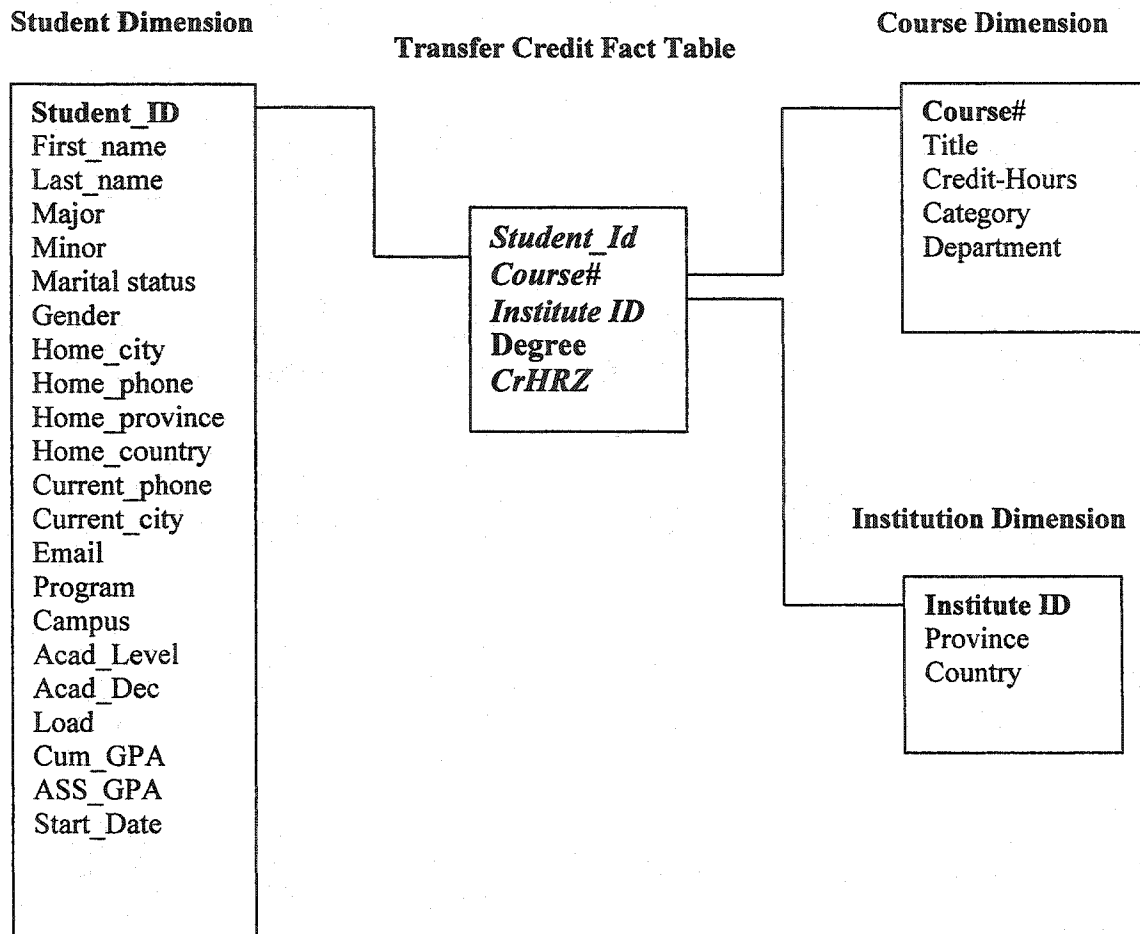 Student Dimension
Transfer Credit Fact Table
Course Dimension
Student_ID
First_name
Last_name
Major
Minor
Marital status
Gender
Home_city
Home_phone
Home_province
Home_country
Current_phone
Current_city
Email
Program
Campus
Acad_Level
Acad_Dec
Load
Cum_GPA
ASS_GPA
Start_Date
Student_Id
Course#
Institute ID
Degree
CrHRZ
Course#
Title
Credit-Hours
Category
Department
Institution Dimension
Institute ID
Province
Country